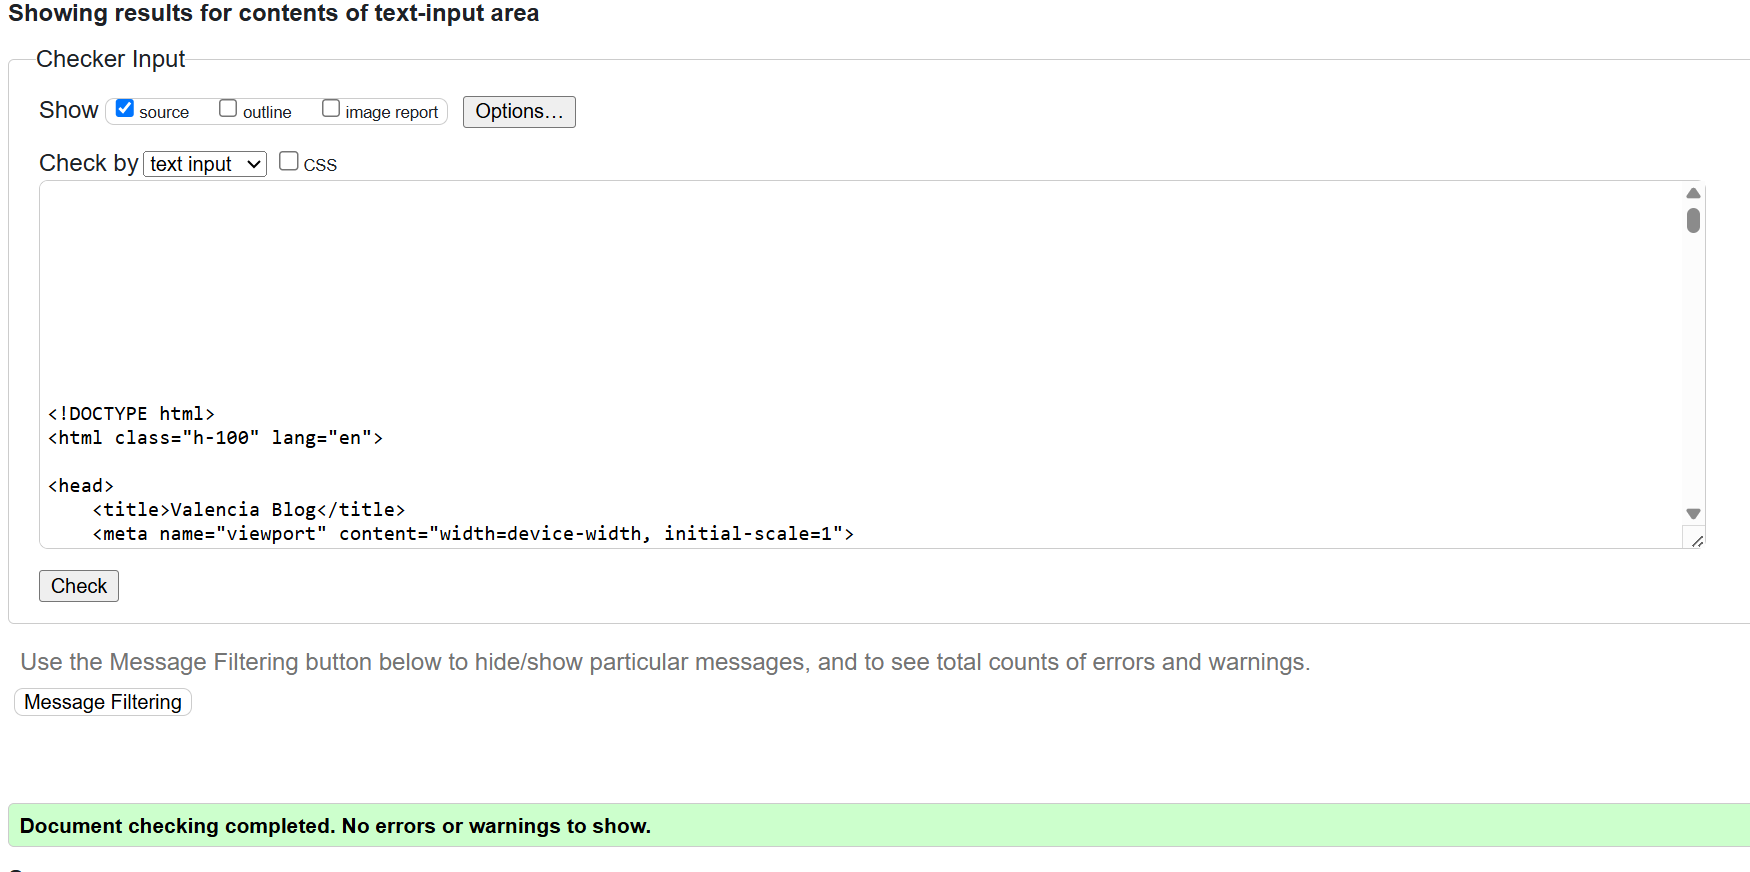 Showing results for contents of text-input area
Checker Input
Show source outline image report Options…
Check by text input CSS
<!DOCTYPE html>
<html class="h-100" lang="en">
<head>
    <title>Valencia Blog</title>
    <meta name="viewport" content="width=device-width, initial-scale=1">
Check
Use the Message Filtering button below to hide/show particular messages, and to see total counts of errors and warnings.
Message Filtering
Document checking completed. No errors or warnings to show.